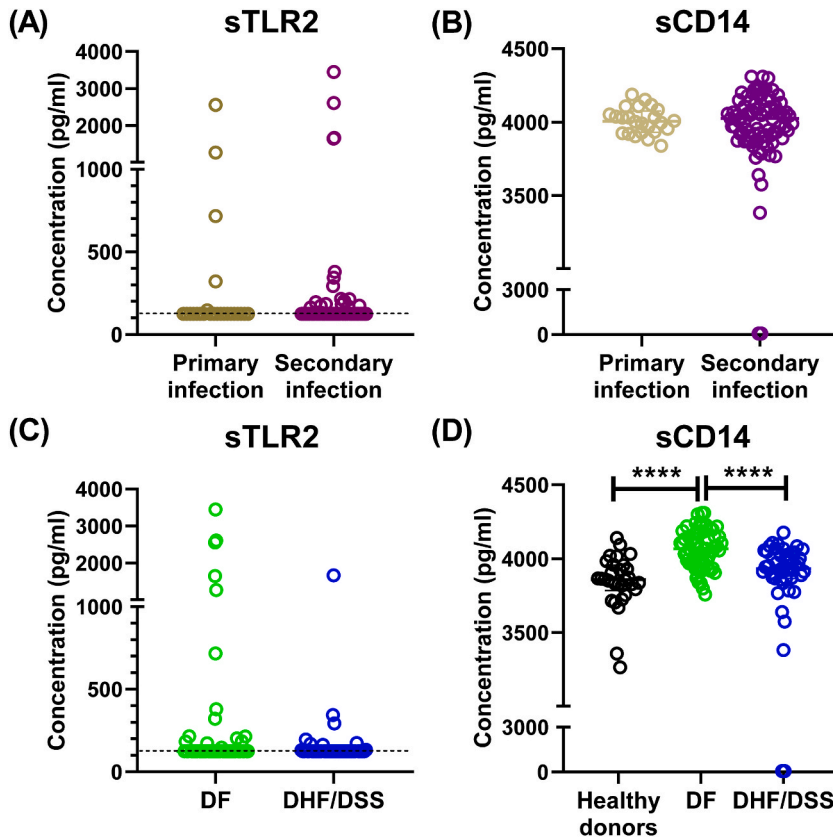 (A)
sTLR2
Concentration (pg/ml)
4000
3000
2000
1000
500
0
Primary
infection
Secondary
infection
(B)
sCD14
Concentration (pg/ml)
4500
4000
3500
3000
0
Primary
infection
Secondary
infection
(C)
sTLR2
Concentration (pg/ml)
4000
3000
2000
1000
500
0
DF
DHF/DSS
(D)
sCD14
Concentration (pg/ml)
4500
4000
3500
3000
0
****
****
Healthy
donors
DF
DHF/DSS